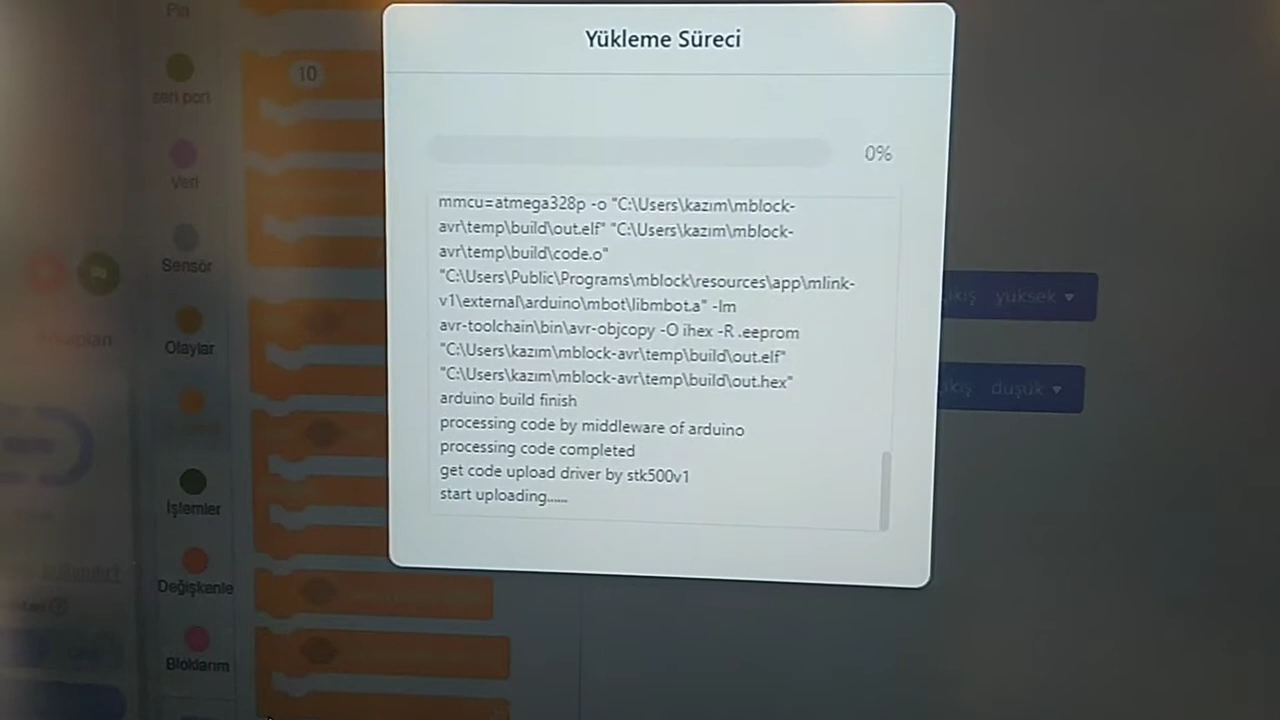 Pin
10
seri port
Veri
Sensör
Olaylar
İşlemler
Değişkenle
Bloklarım
Yükleme Süreci
0%
mmcu=atmega328p -o "C:\Users\kazım\mblock-
avr\temp\build\out.elf" "C:\Users\kazım\mblock-
avr\temp\build\code.o"
"C:\Users\Public\Programs\mblock\resources\app\mlink-
v1\external\arduino\mbot\libmbot.a" -lm
avr-toolchain\bin\avr-objcopy -O ihex -R .eeprom
"C:\Users\kazım\mblock-avr\temp\build\out.elf"
"C:\Users\kazım\mblock-avr\temp\build\out.hex"
arduino build finish
processing code by middleware of arduino
processing code completed
get code upload driver by stk500v1
start uploading......
yüksek
düşük